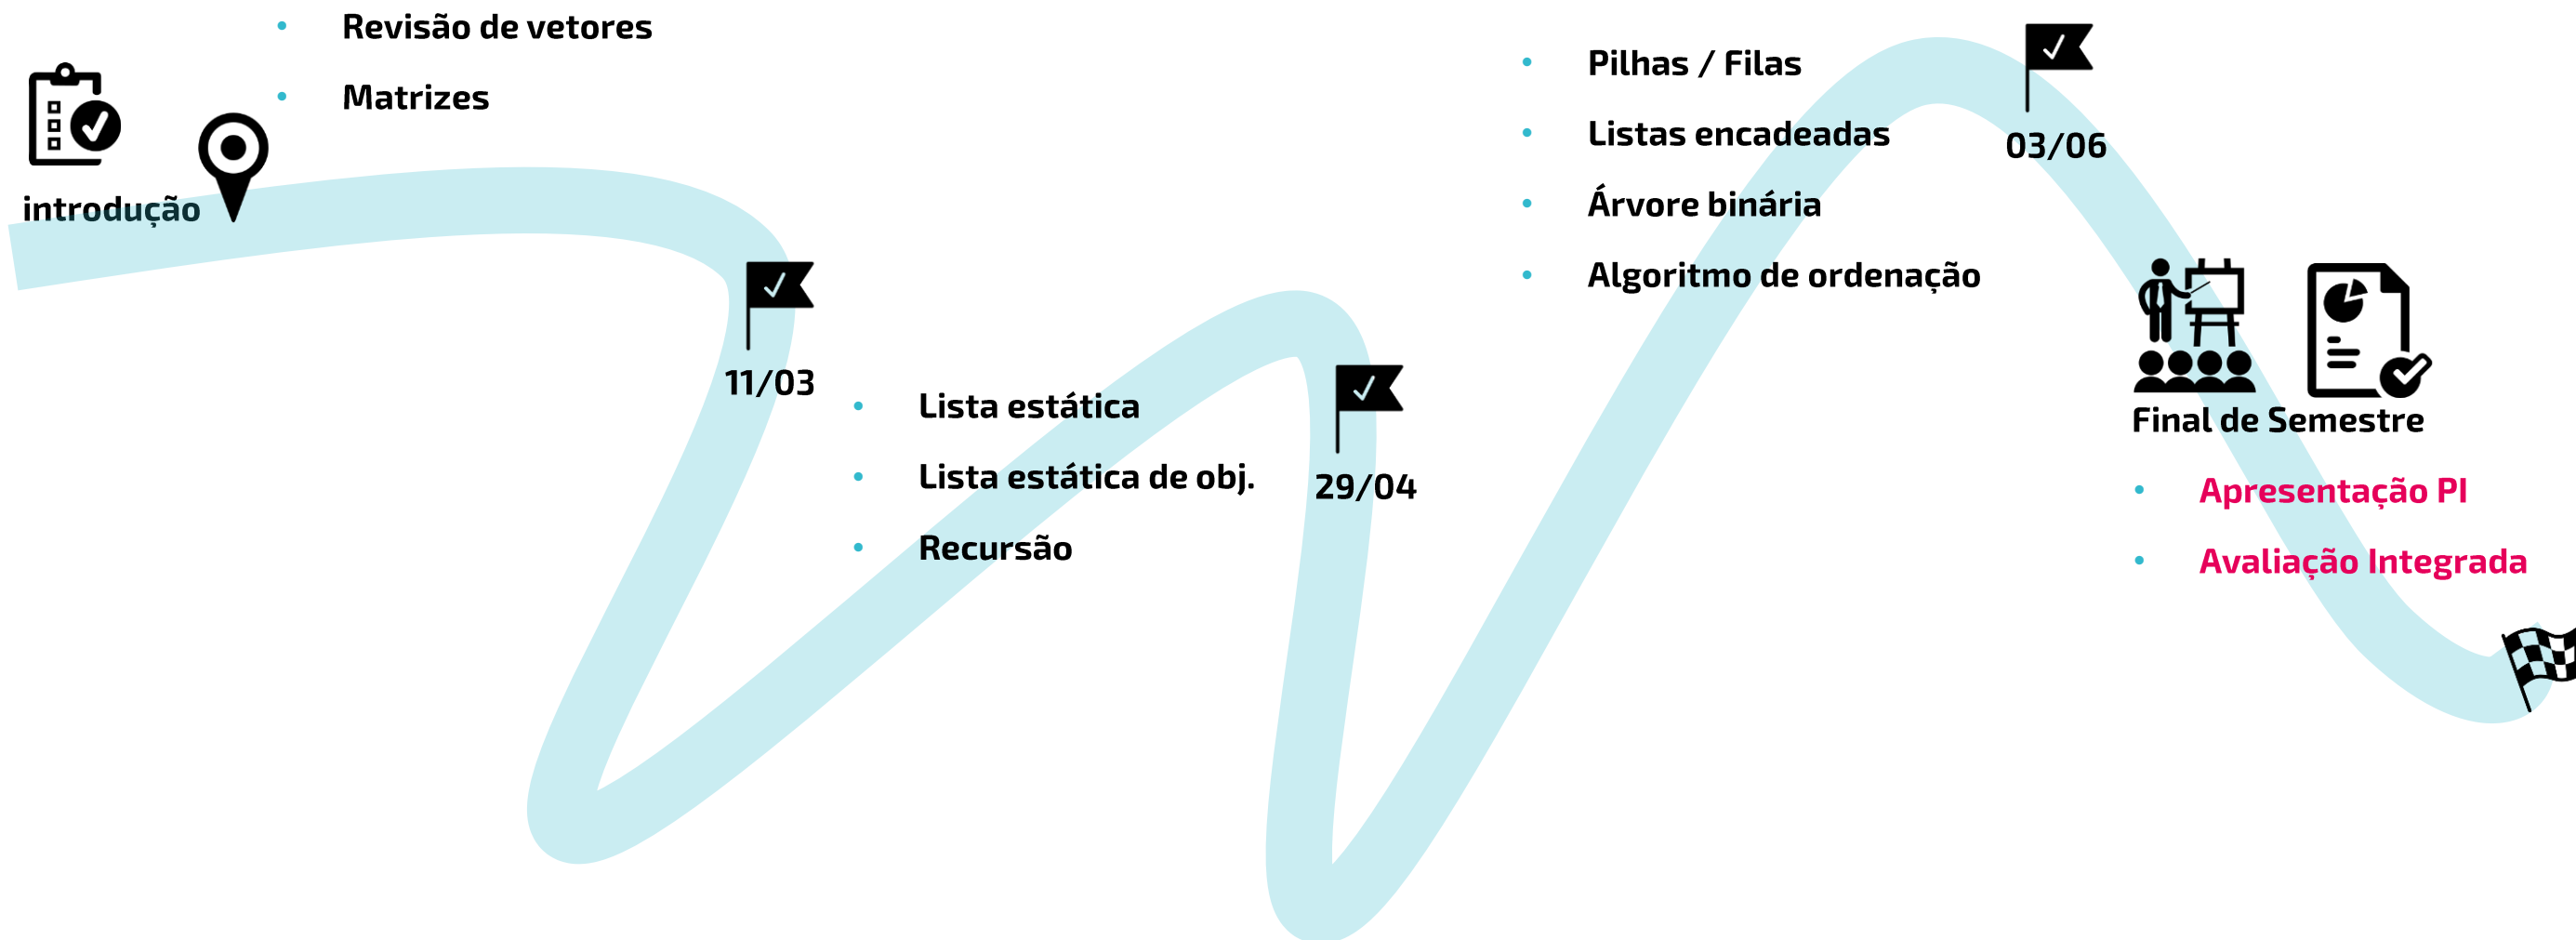 Revisão de vetores
Matrizes
introdução
11/03
Lista estática
Lista estática de obj.
Recursão
29/04
Pilhas / Filas
Listas encadeadas
Árvore binária
Algoritmo de ordenação
03/06
Final de Semestre
Apresentação PI
Avaliação Integrada